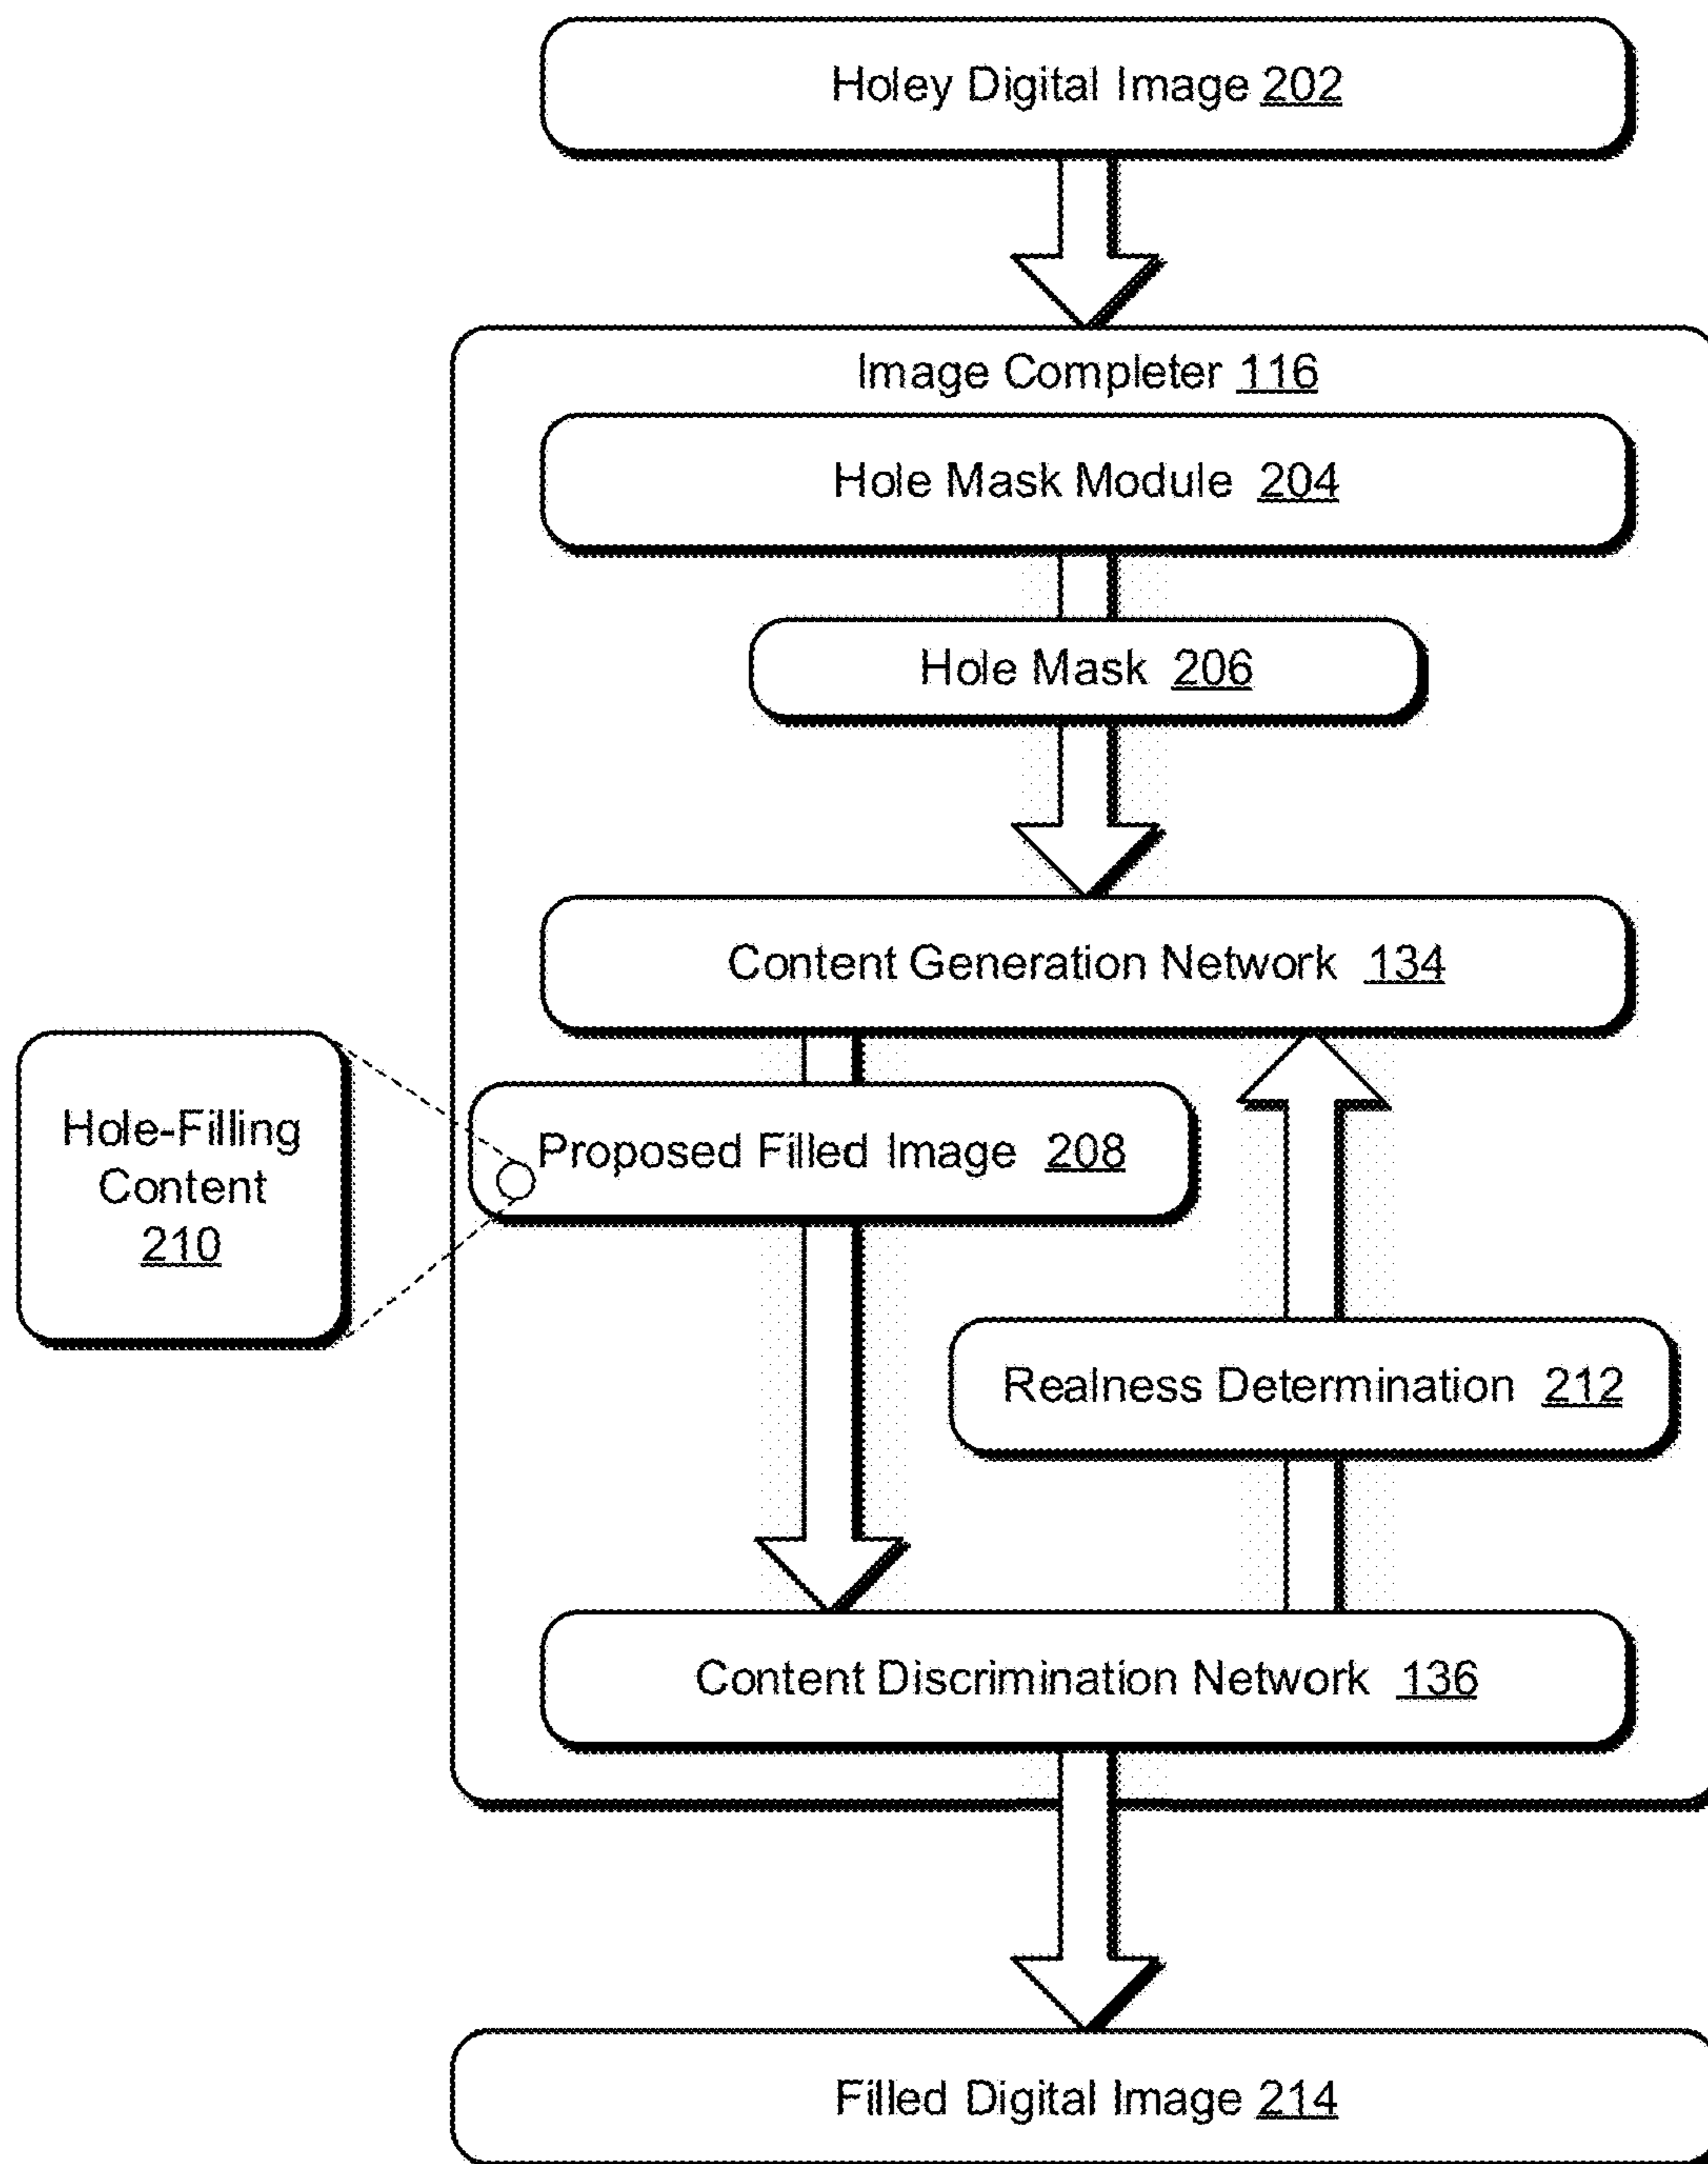 Holey Digital Image 202
Image Completer 116
Hole Mask Module 204
Hole Mask 206
Content Generation Network 134
Hole-Filling
Content
210
Proposed Filled Image 208
Realness Determination 212
Content Discrimination Network 136
Filled Digital Image 214